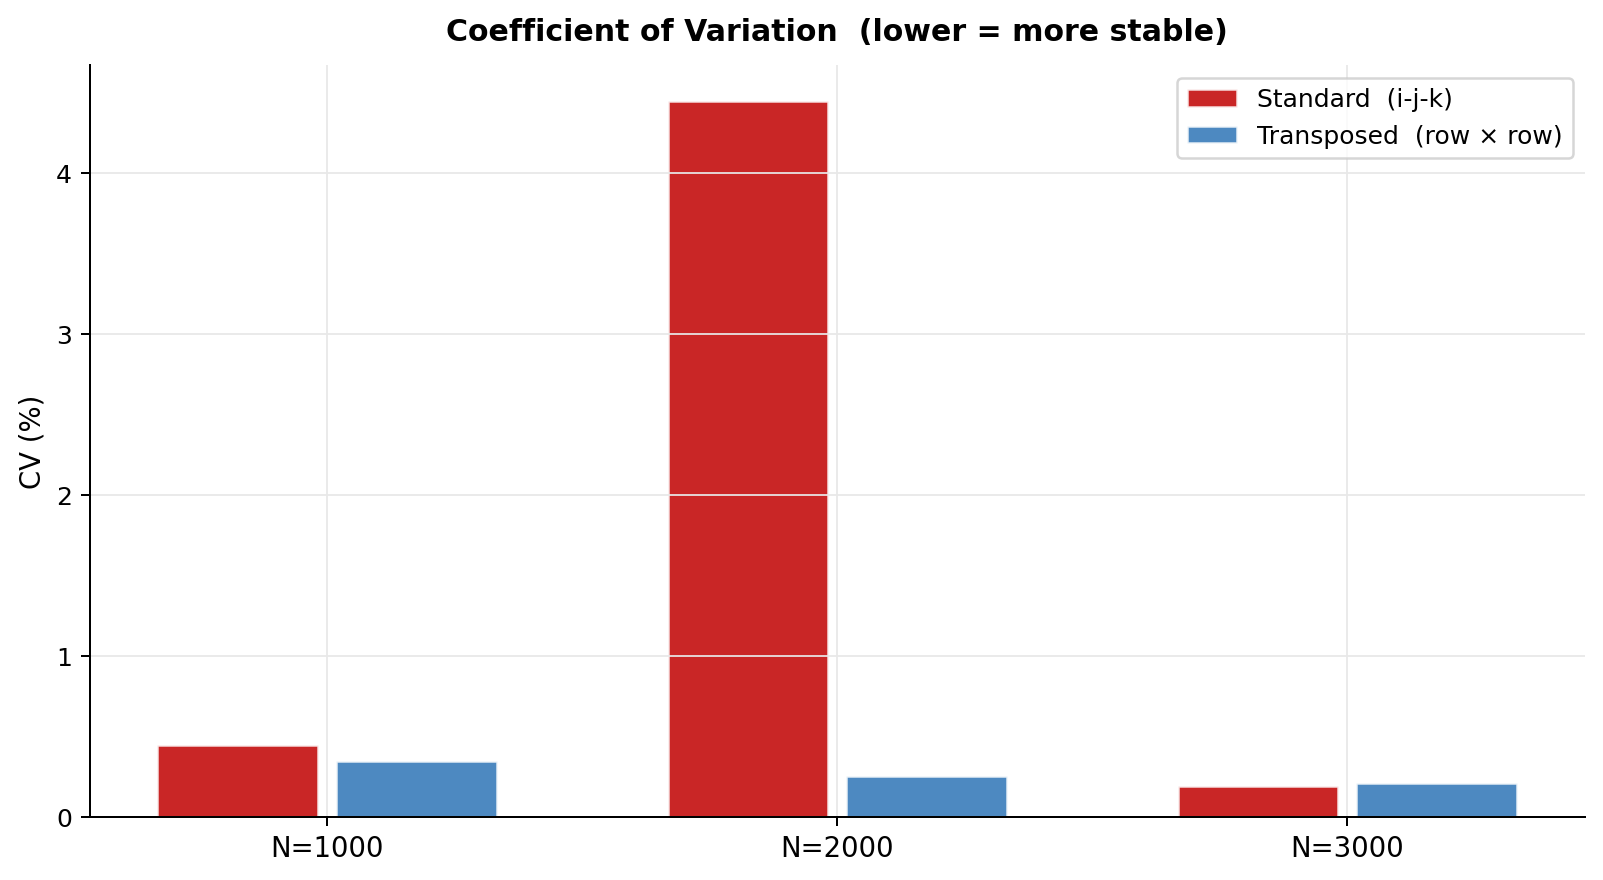 Coefficient of Variation  (lower = more stable)
Standard  (i-j-k)
Transposed  (row × row)
CV (%)
4
3
2
1
0
N=1000
N=2000
N=3000